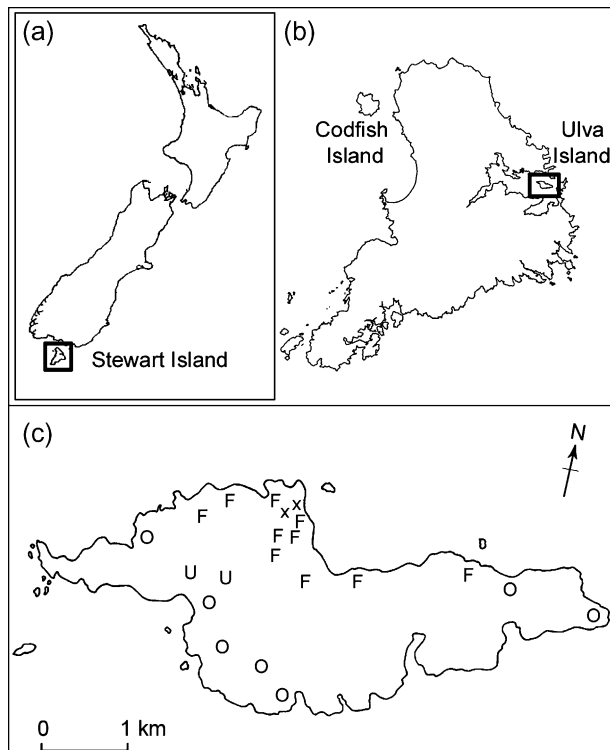 (a)
(b)
Codfish
Island
Ulva
Island
Stewart Island
(c)
N
F
F
F
x
x
F
O
F
F
F
U
U
F
F
F
O
O
O
O
O
O
0 1 km